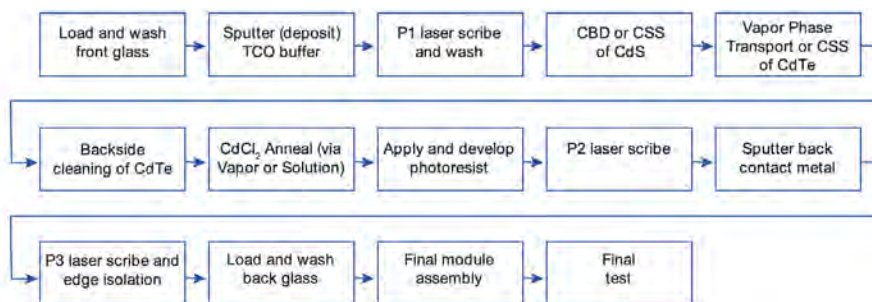 Load and wash
front glass
Sputter (deposit)
TCO buffer
P1 laser scribe
and wash
CBD or CSS
of CdS
Vapor Phase
Transport or CSS
of CdTe
Backside
cleaning of CdTe
CdCl₂ Anneal (via
Vapor or Solution)
Apply and develop
photoresist
P2 laser scribe
Sputter back
contact metal
P3 laser scribe and
edge isolation
Load and wash
back glass
Final module
assembly
Final
test